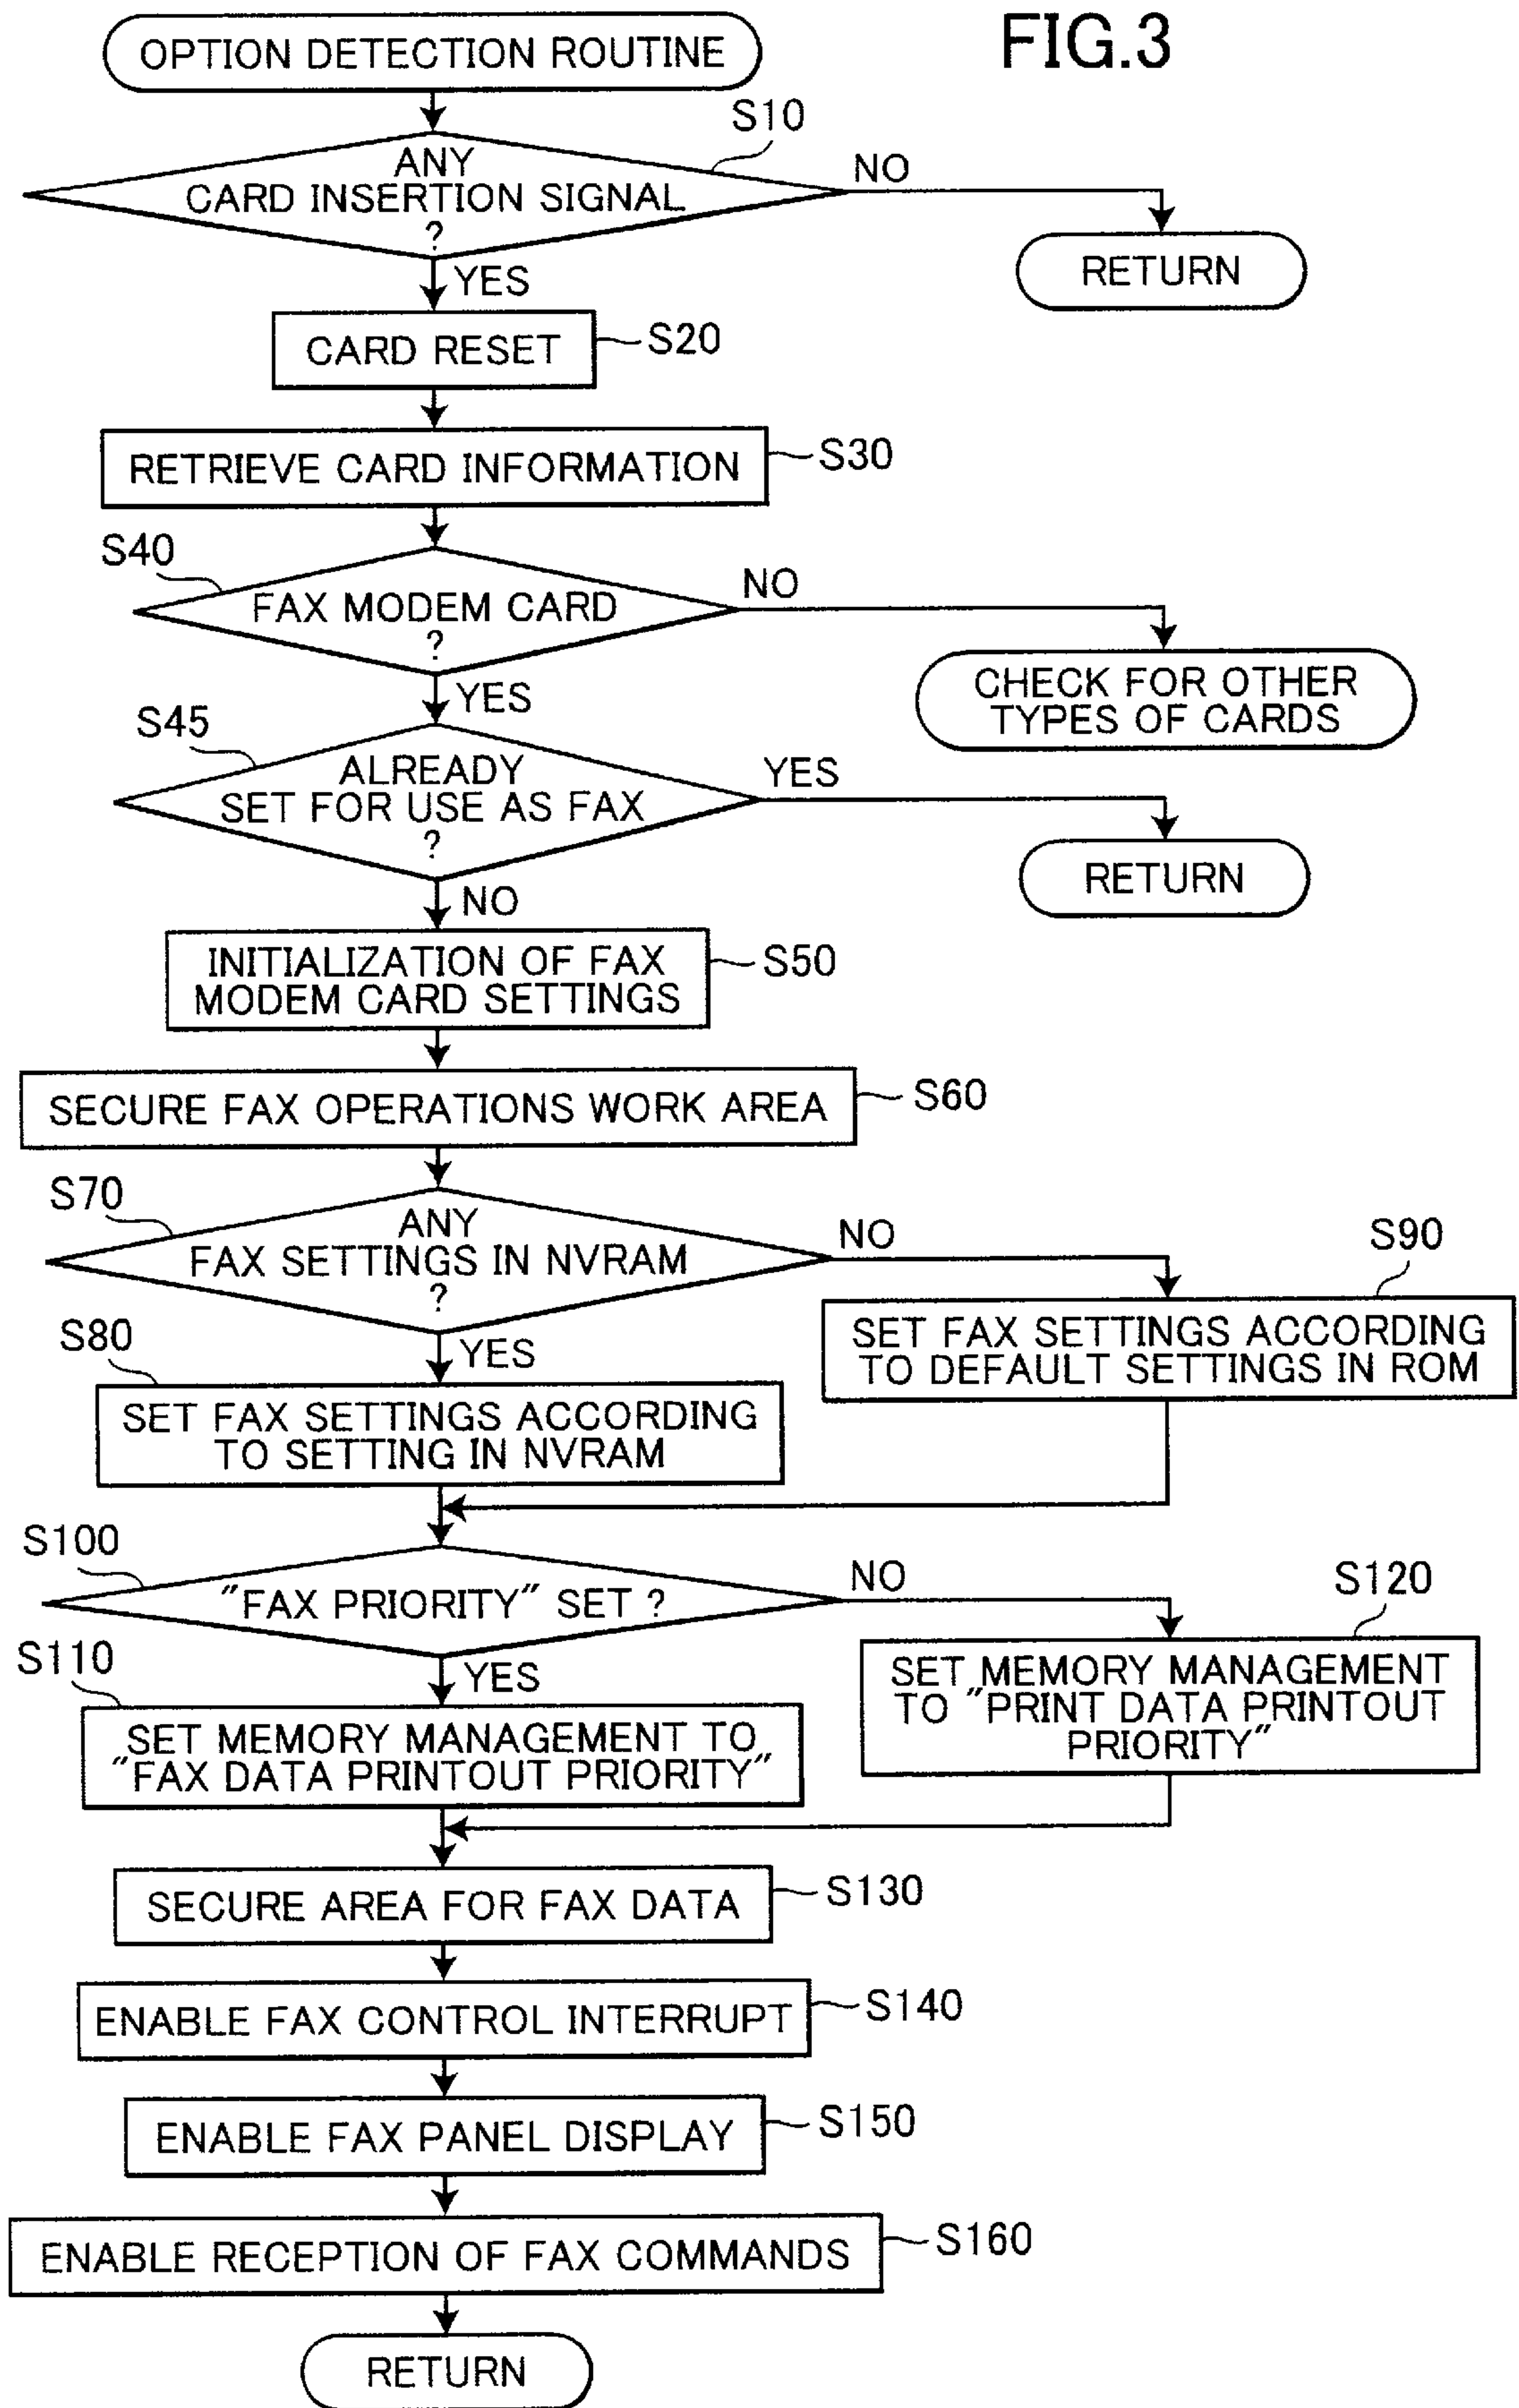 FIG.3
OPTION DETECTION ROUTINE
S10
ANY
CARD INSERTION SIGNAL
?
NO
RETURN
YES
CARD RESET
S20
RETRIEVE CARD INFORMATION
S30
S40
FAX MODEM CARD
?
NO
CHECK FOR OTHER
TYPES OF CARDS
YES
S45
ALREADY
SET FOR USE AS FAX
?
YES
RETURN
NO
INITIALIZATION OF FAX
MODEM CARD SETTINGS
S50
SECURE FAX OPERATIONS WORK AREA
S60
S70
ANY
FAX SETTINGS IN NVRAM
?
NO
S90
SET FAX SETTINGS ACCORDING
TO DEFAULT SETTINGS IN ROM
YES
S80
SET FAX SETTINGS ACCORDING
TO SETTING IN NVRAM
S100
"FAX PRIORITY" SET ?
NO
S120
SET MEMORY MANAGEMENT
TO "PRINT DATA PRINTOUT
PRIORITY"
YES
S110
SET MEMORY MANAGEMENT TO
"FAX DATA PRINTOUT PRIORITY"
SECURE AREA FOR FAX DATA
S130
ENABLE FAX CONTROL INTERRUPT
S140
ENABLE FAX PANEL DISPLAY
S150
ENABLE RECEPTION OF FAX COMMANDS
S160
RETURN